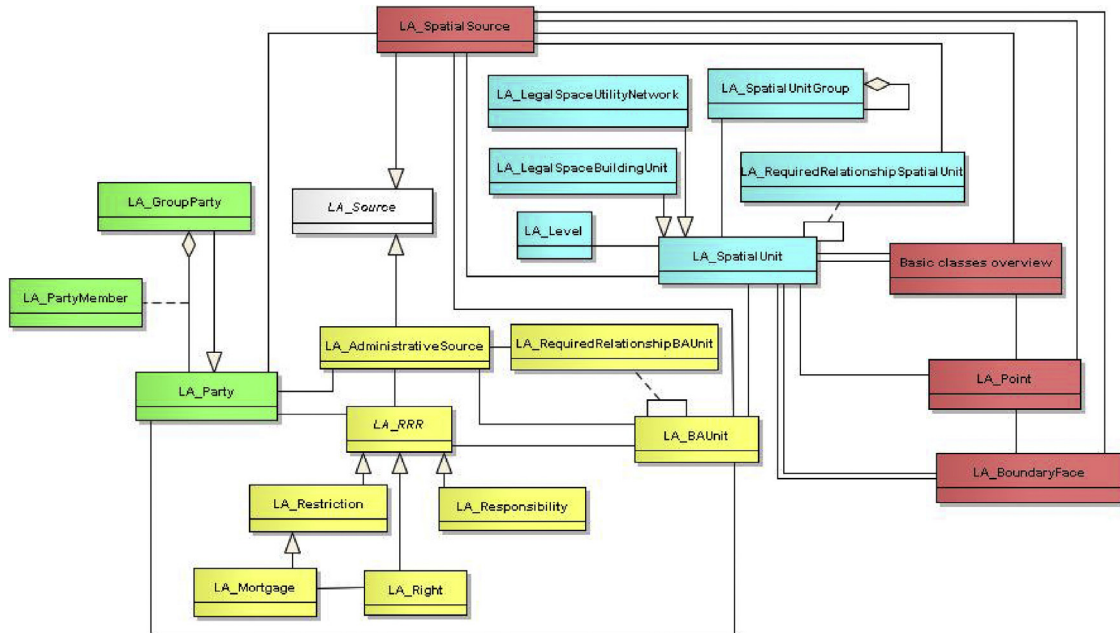 LA_SpatialSource
LA_LegalSpaceUtilityNetwork
LA_SpatialUnitGroup
LA_LegalSpaceBuildingUnit
LA_RequiredRelationshipSpatialUnit
LA_GroupParty
LA_Source
LA_Level
LA_SpatialUnit
Basic classes overview
LA_PartyMember
LA_AdministrativeSource
LA_RequiredRelationshipBAUnit
LA_Party
LA_Point
LA_RRR
LA_BAUnit
LA_BoundaryFace
LA_Restriction
LA_Responsibility
LA_Mortgage
LA_Right